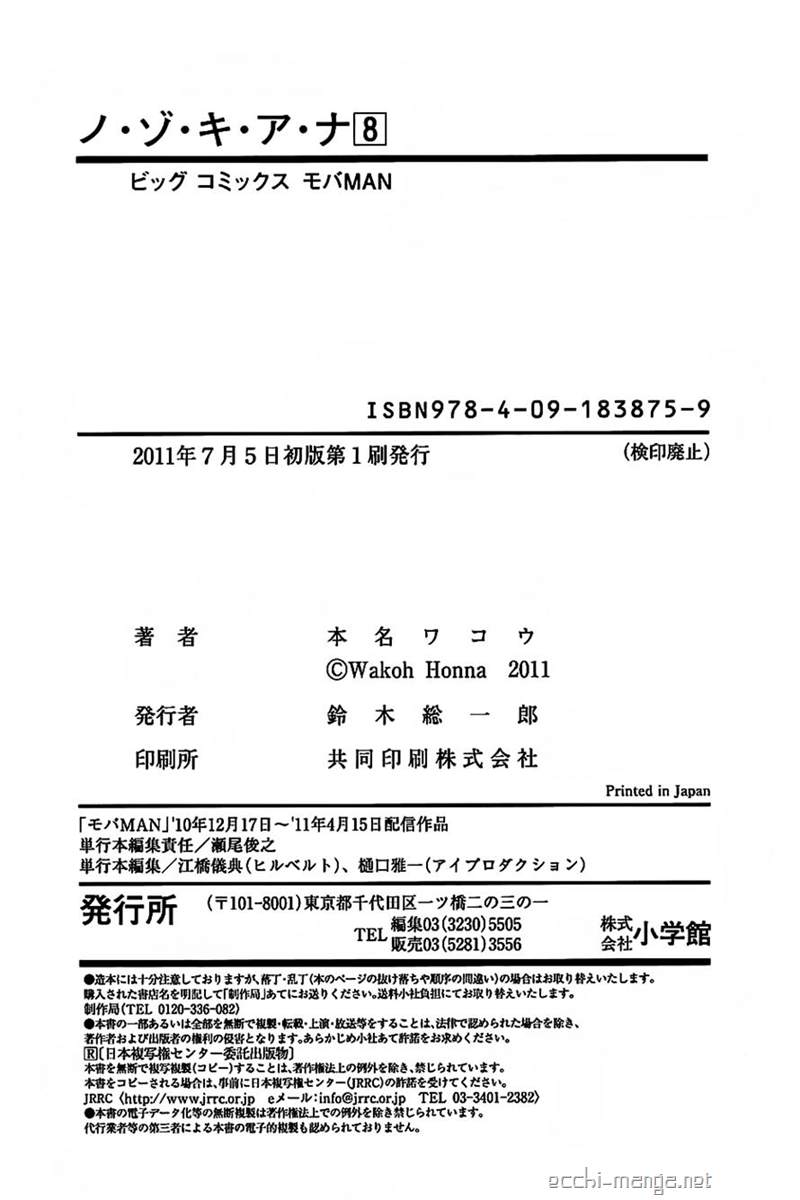 ノ・ゾ・キ・ア・ナ8
ビッグ コミックス モバMAN
ISBN978-4-09-183875-9
2011年7月5日初版第1刷発行
(検印廃止)
著者 本名ワコウ
©Wakoh Honna 2011
発行者 鈴木総一郎
印刷所 共同印刷株式会社
Printed in Japan
「モバMAN」'10年12月17日〜'11年4月15日配信作品
単行本編集責任/瀬尾俊之
単行本編集/江橋儀典(ヒルベルト)、樋口雅一(アイプロダクション)
発行所 (〒101-8001)東京都千代田区一ツ橋二の三の一
TEL 編集03(3230)5505
販売03(5281)3556
株式会社 小学館
●造本には十分注意しておりますが、落丁・乱丁(本のページの抜け落ちや順序の間違い)の場合はお取り替えいたします。
購入された書店名を明記して「制作局」あてにお送りください。送料小社負担にてお取り替えいたします。
制作局(TEL 0120-336-082)
●本書の一部あるいは全部を無断で複製・転載・上演・放送等をすることは、法律で認められた場合を除き、
著作者および出版者の権利の侵害となります。あらかじめ小社あて許諾をお求めください。
R〔日本複写権センター委託出版物〕
本書を無断で複写複製(コピー)することは、著作権法上の例外を除き、禁じられています。
本書をコピーされる場合は、事前に日本複写権センター(JRRC)の許諾を受けてください。
JRRC〈http://www.jrrc.or.jp eメール:info@jrrc.or.jp TEL 03-3401-2382〉
●本書の電子データ化等の無断複製は著作権法上での例外を除き禁じられています。
代行業者等の第三者による本書の電子的複製も認められておりません。
ecchi-manga.net